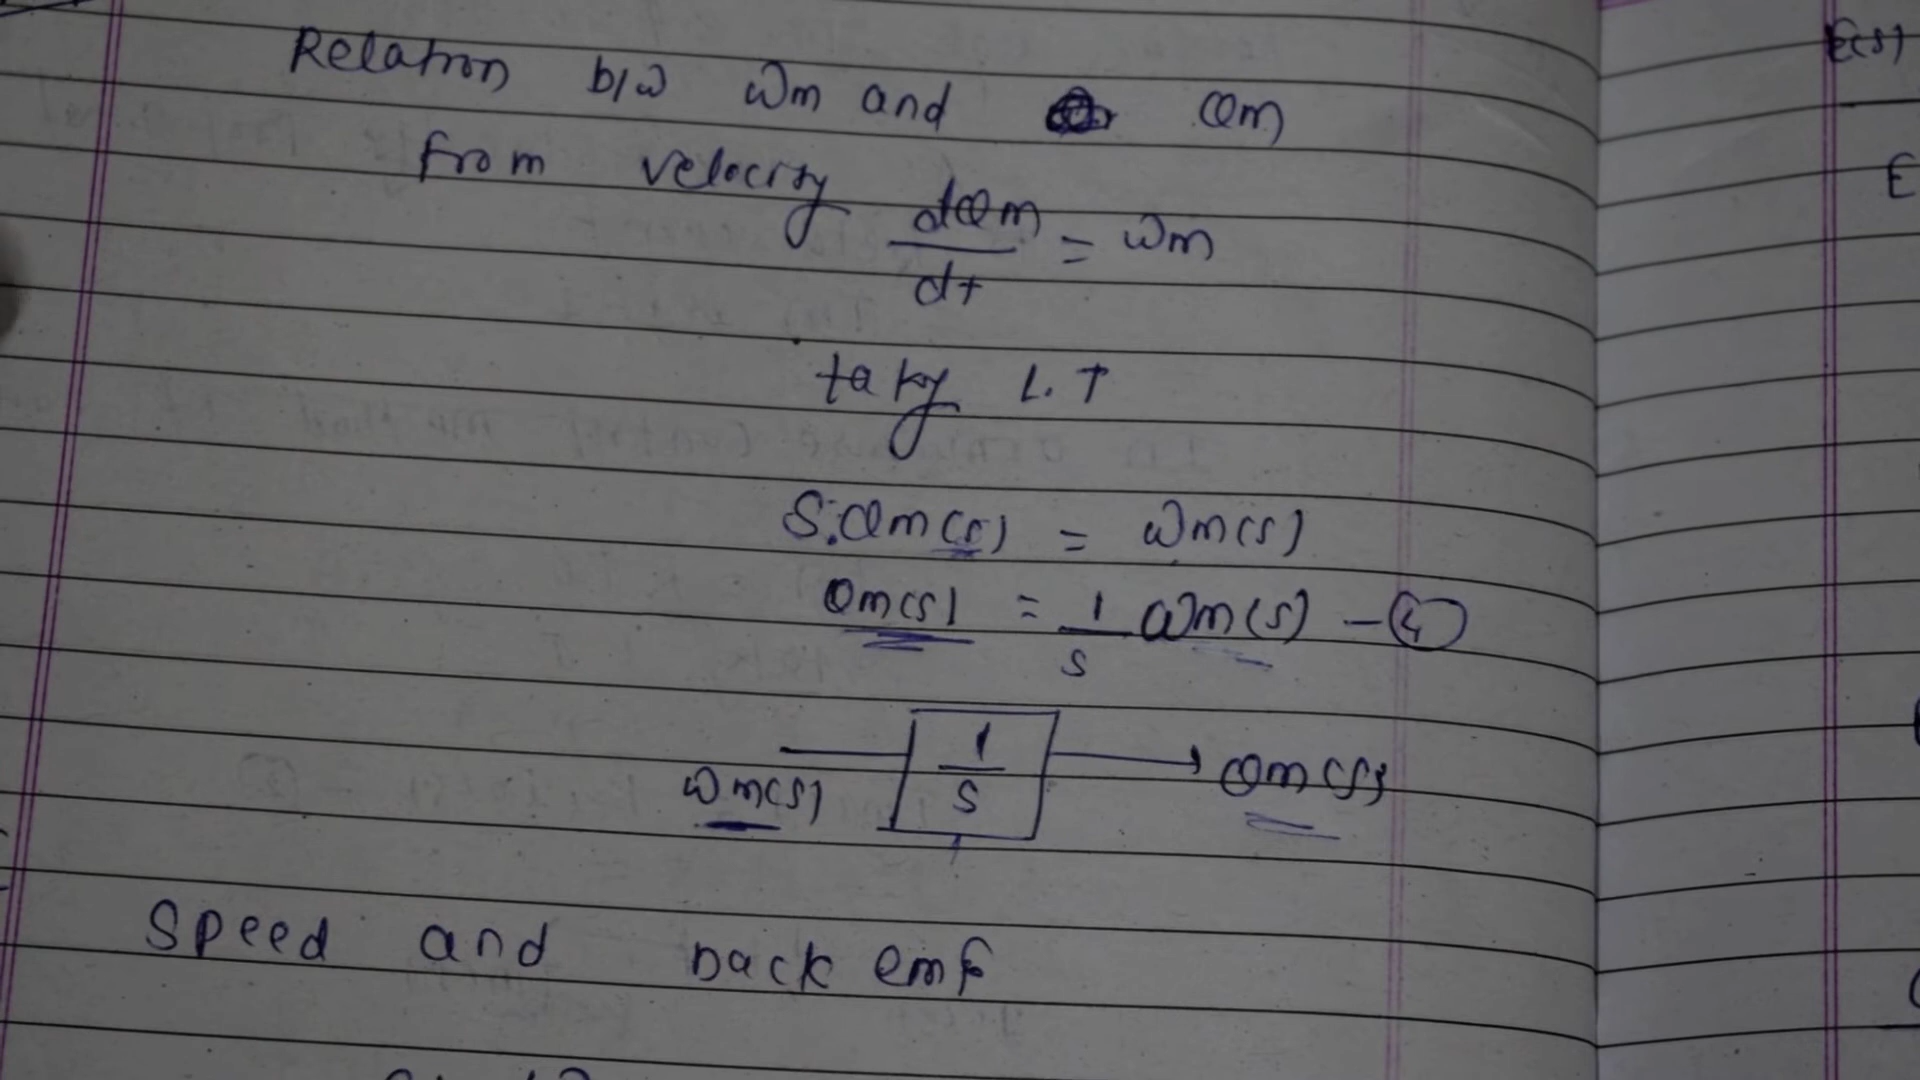 Relation b/w ωm and θm
from velocity dθm/dt = ωm
taky L.T
S.θm(s) = ωm(s)
θm(s) = 1/s ωm(s) - (4)
ωm(s) 1/s θm(s)
Speed and back emf
E(s)
E